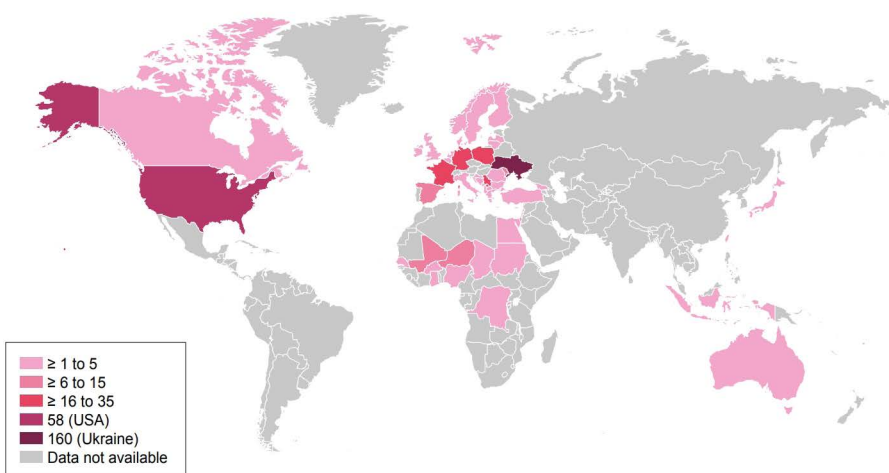 ≥ 1 to 5
≥ 6 to 15
≥ 16 to 35
58 (USA)
160 (Ukraine)
Data not available